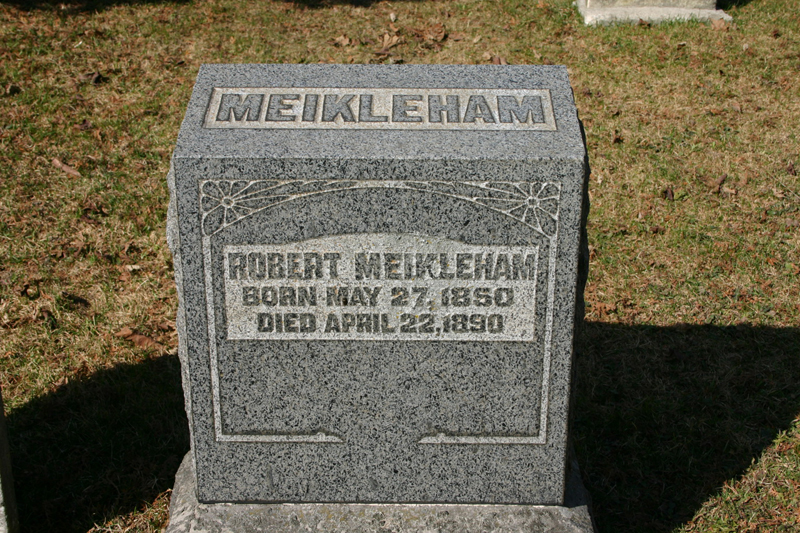 MEIKLEHAM
ROBERT MEIKLEHAM
BORN MAY 27, 1850
DIED APRIL 22, 1890